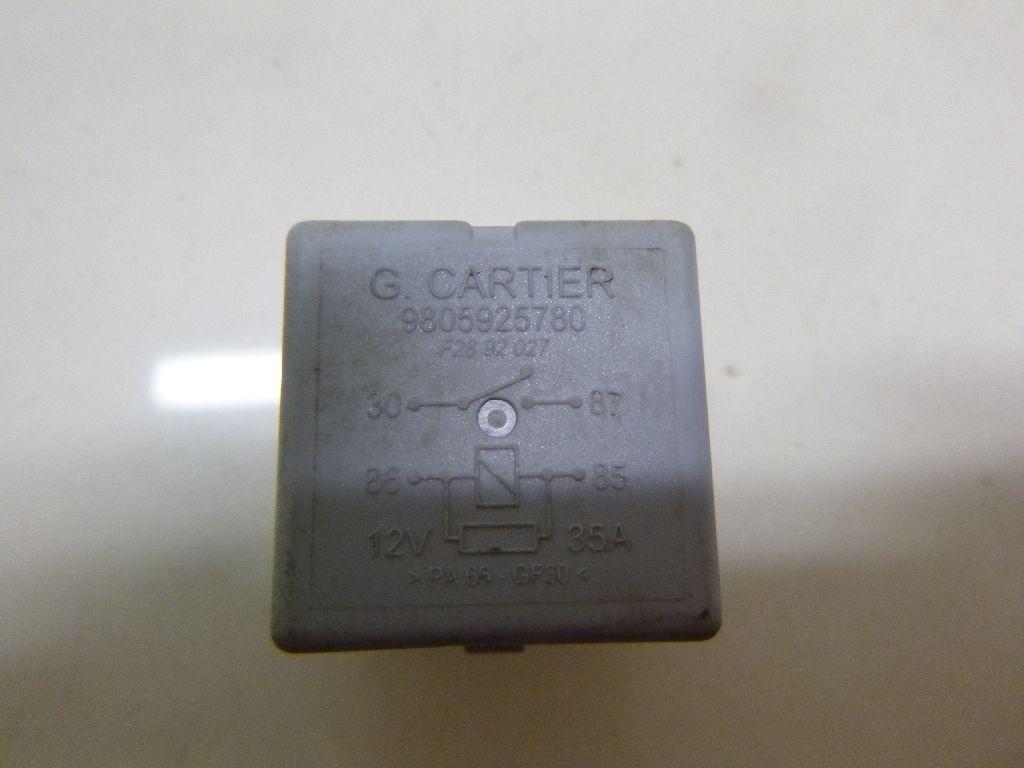 G. CARTIER
9805925780
F28 92 027
30 87
86 85
12V 35A
> PA 66 - GF30 <